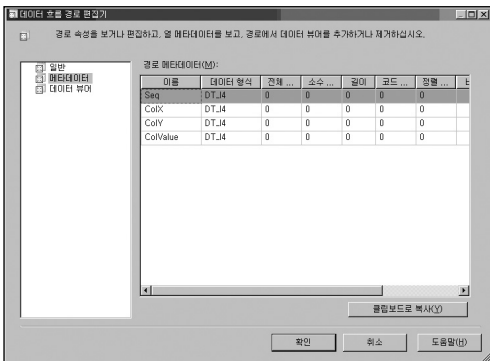 데이터 흐름 경로 편집기
경로 속성을 보거나 편집하고, 열 메타데이터를 보고, 경로에서 데이터 뷰어를 추가하거나 제거하십시오.
일반
메타데이터
데이터 뷰어
경로 메타데이터(M):
이름 데이터 형식 전체 ... 소수 ... 길이 코드 ... 정렬 ...
Seq DT_I4 0 0 0 0 0
ColX DT_I4 0 0 0 0 0
ColY DT_I4 0 0 0 0 0
ColValue DT_I4 0 0 0 0 0
클립보드로 복사(Y)
확인 취소 도움말(H)